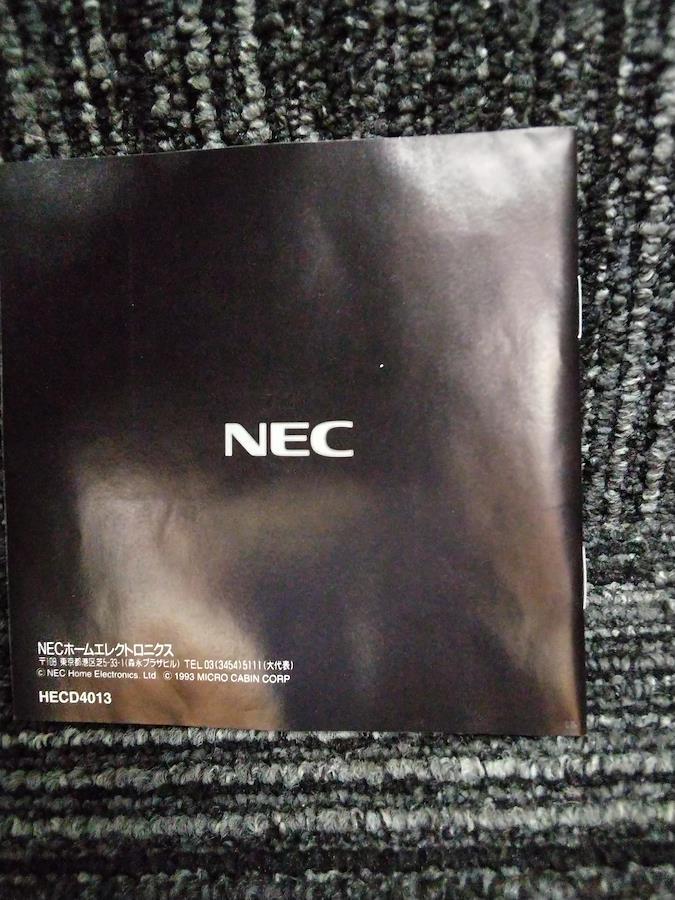 NEC
NECホームエレクトロニクス
〒108 東京都港区芝5-33-1(森永プラザビル) TEL 03(3454)5111(大代表)
© NEC Home Electronics. Ltd © 1993 MICRO CABIN CORP
HECD4013